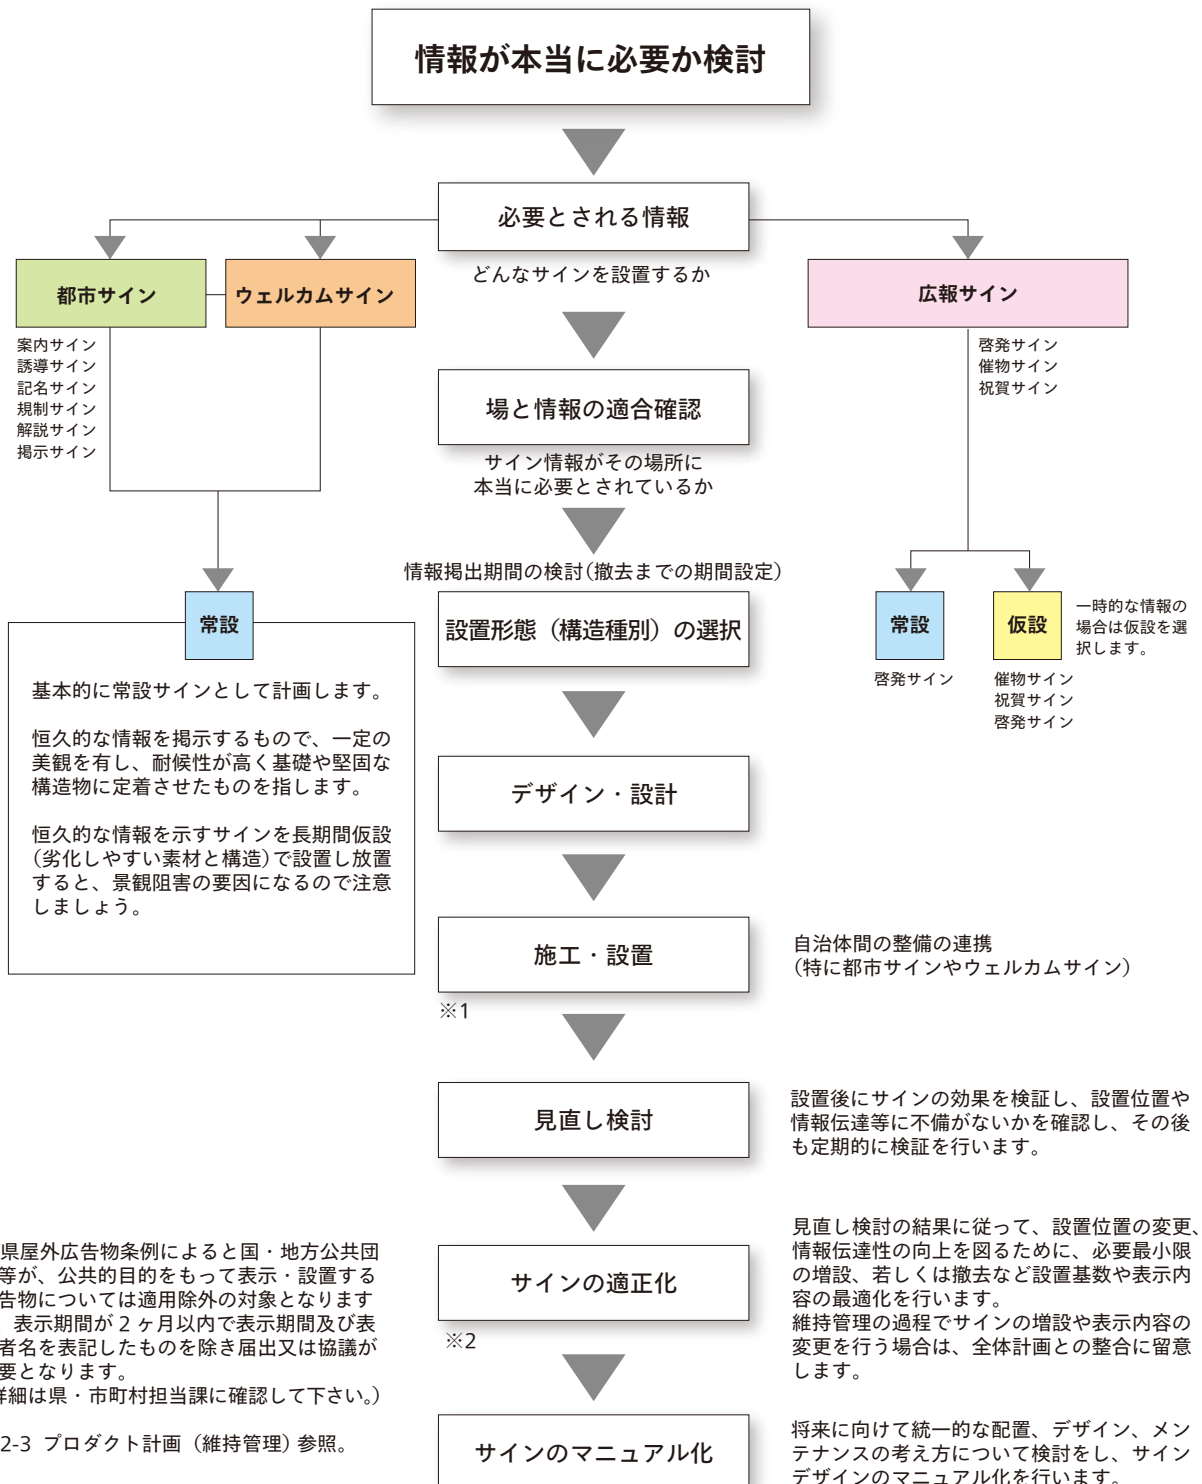 情報が本当に必要か検討
必要とされる情報
どんなサインを設置するか
都市サイン
ウェルカムサイン
広報サイン
案内サイン
誘導サイン
記名サイン
規制サイン
解説サイン
掲示サイン
啓発サイン
催物サイン
祝賀サイン
場と情報の適合確認
サイン情報がその場所に
本当に必要とされているか
情報掲出期間の検討(撤去までの期間設定)
設置形態（構造種別）の選択
常設
基本的に常設サインとして計画します。
恒久的な情報を掲示するもので、一定の
美観を有し、耐候性が高く基礎や堅固な
構造物に定着させたものを指します。
恒久的な情報を示すサインを長期間仮設
(劣化しやすい素材と構造)で設置し放置
すると、景観阻害の要因になるので注意
しましょう。
常設
啓発サイン
仮設
催物サイン
祝賀サイン
啓発サイン
一時的な情報の
場合は仮設を選
択します。
デザイン・設計
施工・設置
※1
自治体間の整備の連携
(特に都市サインやウェルカムサイン)
見直し検討
設置後にサインの効果を検証し、設置位置や
情報伝達等に不備がないかを確認し、その後
も定期的に検証を行います。
サインの適正化
※2
見直し検討の結果に従って、設置位置の変更、
情報伝達性の向上を図るために、必要最小限
の増設、若しくは撤去など設置基数や表示内
容の最適化を行います。
維持管理の過程でサインの増設や表示内容の
変更を行う場合は、全体計画との整合に留意
します。
サインのマニュアル化
将来に向けて統一的な配置、デザイン、メン
テナンスの考え方について検討をし、サイン
デザインのマニュアル化を行います。
県屋外広告物条例によると国・地方公共団
等が、公共的目的をもって表示・設置する
告物については適用除外の対象となります
表示期間が2ヶ月以内で表示期間及び表
者名を表記したものを除き届出又は協議が
要となります。
詳細は県・市町村担当課に確認して下さい。)
2-3 プロダクト計画（維持管理）参照。